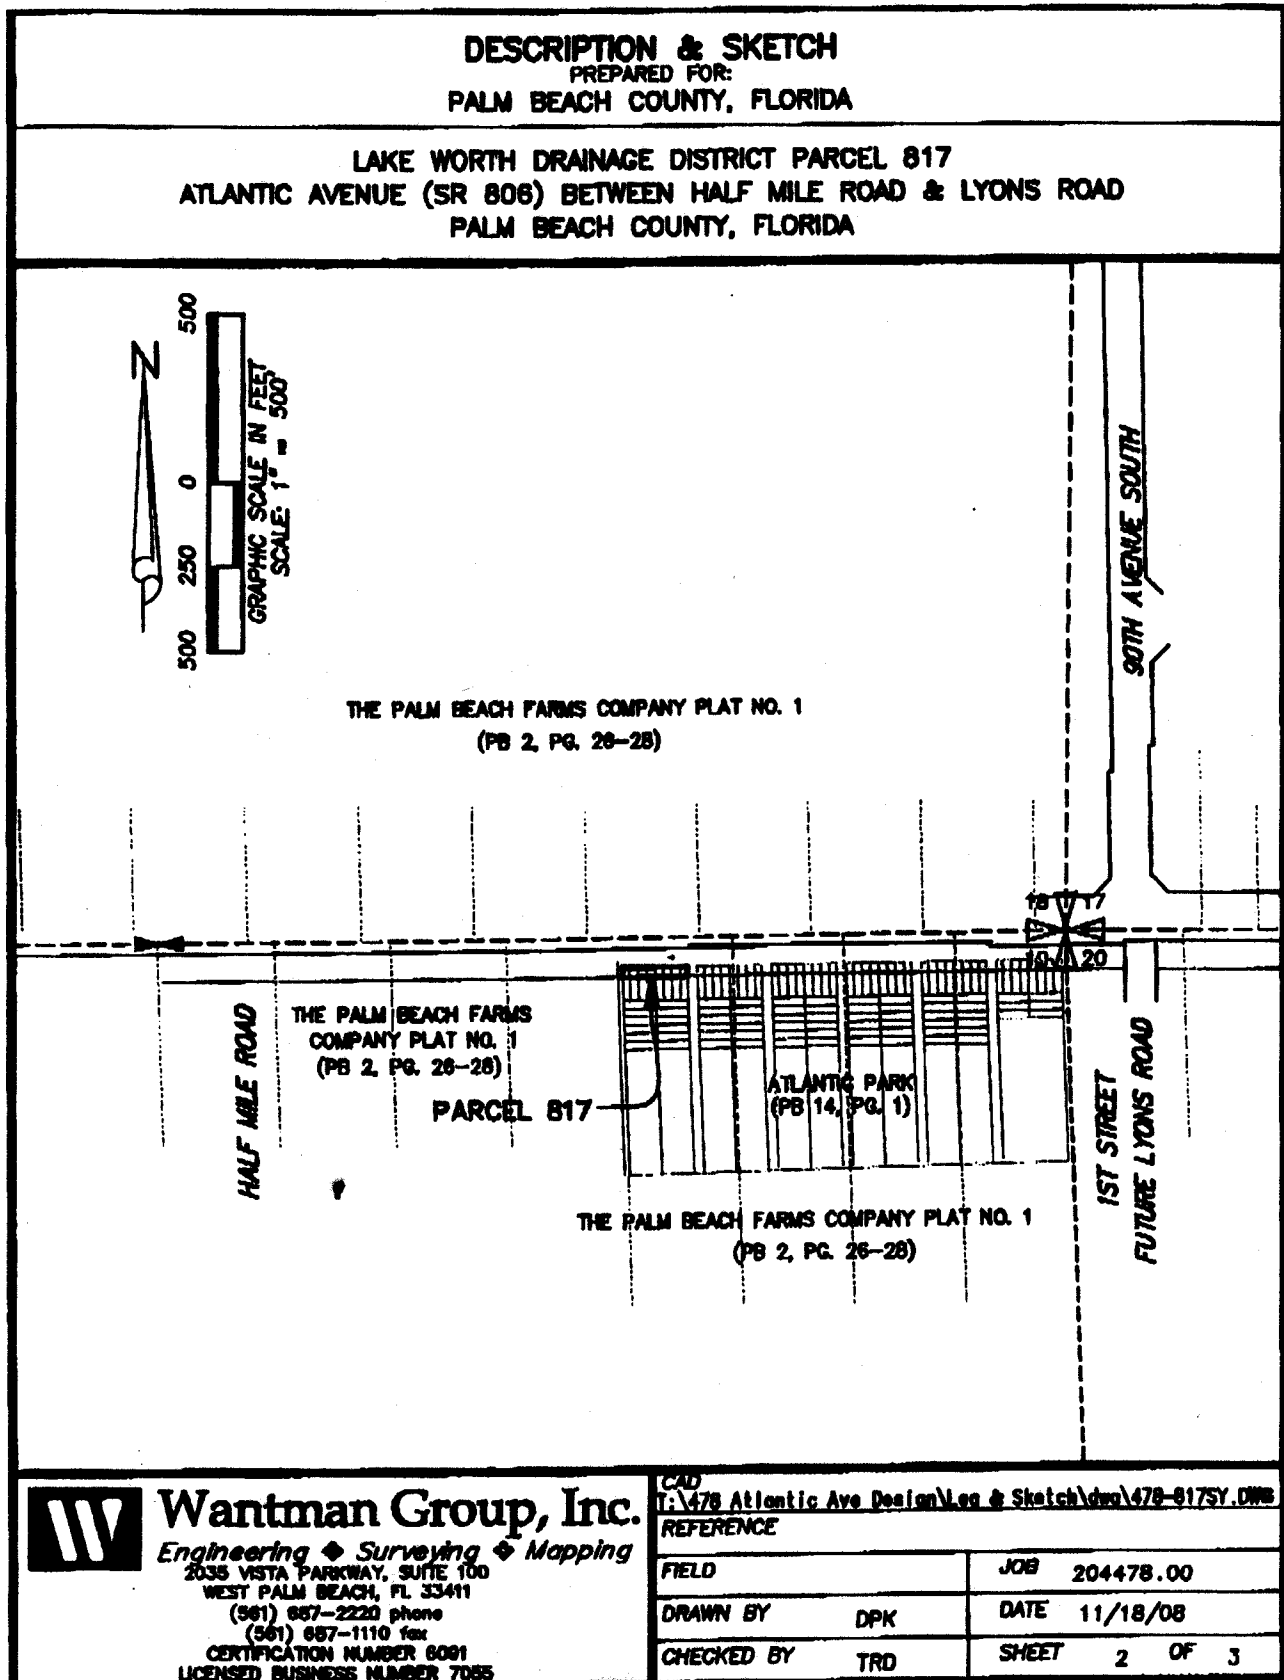 DESCRIPTION & SKETCH
PREPARED FOR:
PALM BEACH COUNTY, FLORIDA
LAKE WORTH DRAINAGE DISTRICT PARCEL 817
ATLANTIC AVENUE (SR 806) BETWEEN HALF MILE ROAD & LYONS ROAD
PALM BEACH COUNTY, FLORIDA
N
500
0
250
500
GRAPHIC SCALE IN FEET
SCALE: 1" = 500'
90TH AVENUE SOUTH
THE PALM BEACH FARMS COMPANY PLAT NO. 1
(PB 2, PG. 26-28)
18
17
19
20
HALF MILE ROAD
THE PALM BEACH FARMS
COMPANY PLAT NO. 1
(PB 2, PG. 26-28)
PARCEL 817
ATLANTIC PARK
(PB 14, PG. 1)
1ST STREET
FUTURE LYONS ROAD
THE PALM BEACH FARMS COMPANY PLAT NO. 1
(PB 2, PG. 26-28)
W
Wantman Group, Inc.
Engineering ◆ Surveying ◆ Mapping
2035 VISTA PARKWAY, SUITE 100
WEST PALM BEACH, FL 33411
(561) 687-2220 phone
(561) 687-1110 fax
CERTIFICATION NUMBER 6091
LICENSED BUSINESS NUMBER 7055
CAD
T:\478 Atlantic Ave Design\Leg & Sketch\dwg\478-817SY.DWG
REFERENCE
FIELD
JOB 204478.00
DRAWN BY DPK
DATE 11/18/08
CHECKED BY TRD
SHEET 2 OF 3